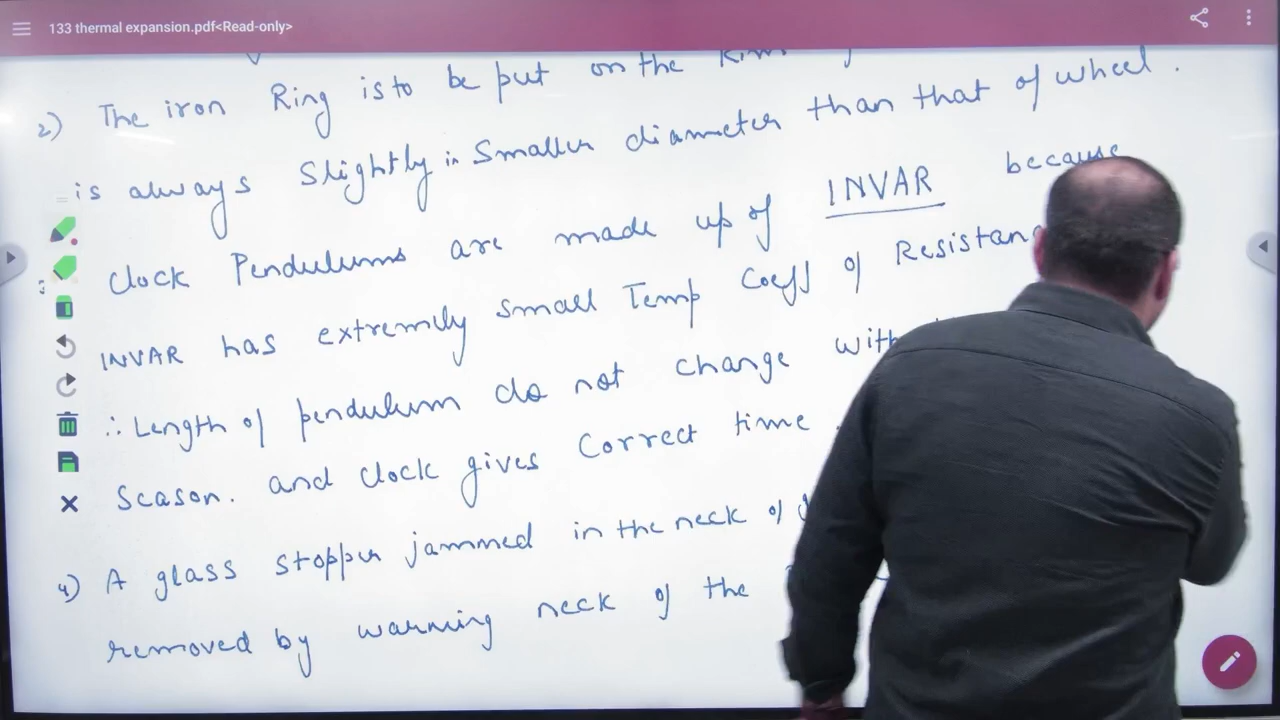 133 thermal expansion.pdf<Read-only>
2) The iron Ring is to be put on the Rim
is always slightly in smaller diameter than that of wheel.
clock Pendulums are made up of INVAR because
INVAR has extremily small Temp Coeff of Resistan
∴ Length of pendulum do not change with
Season. and clock gives Correct time
4) A glass stopper jammed in the neck of
removed by warming neck of the